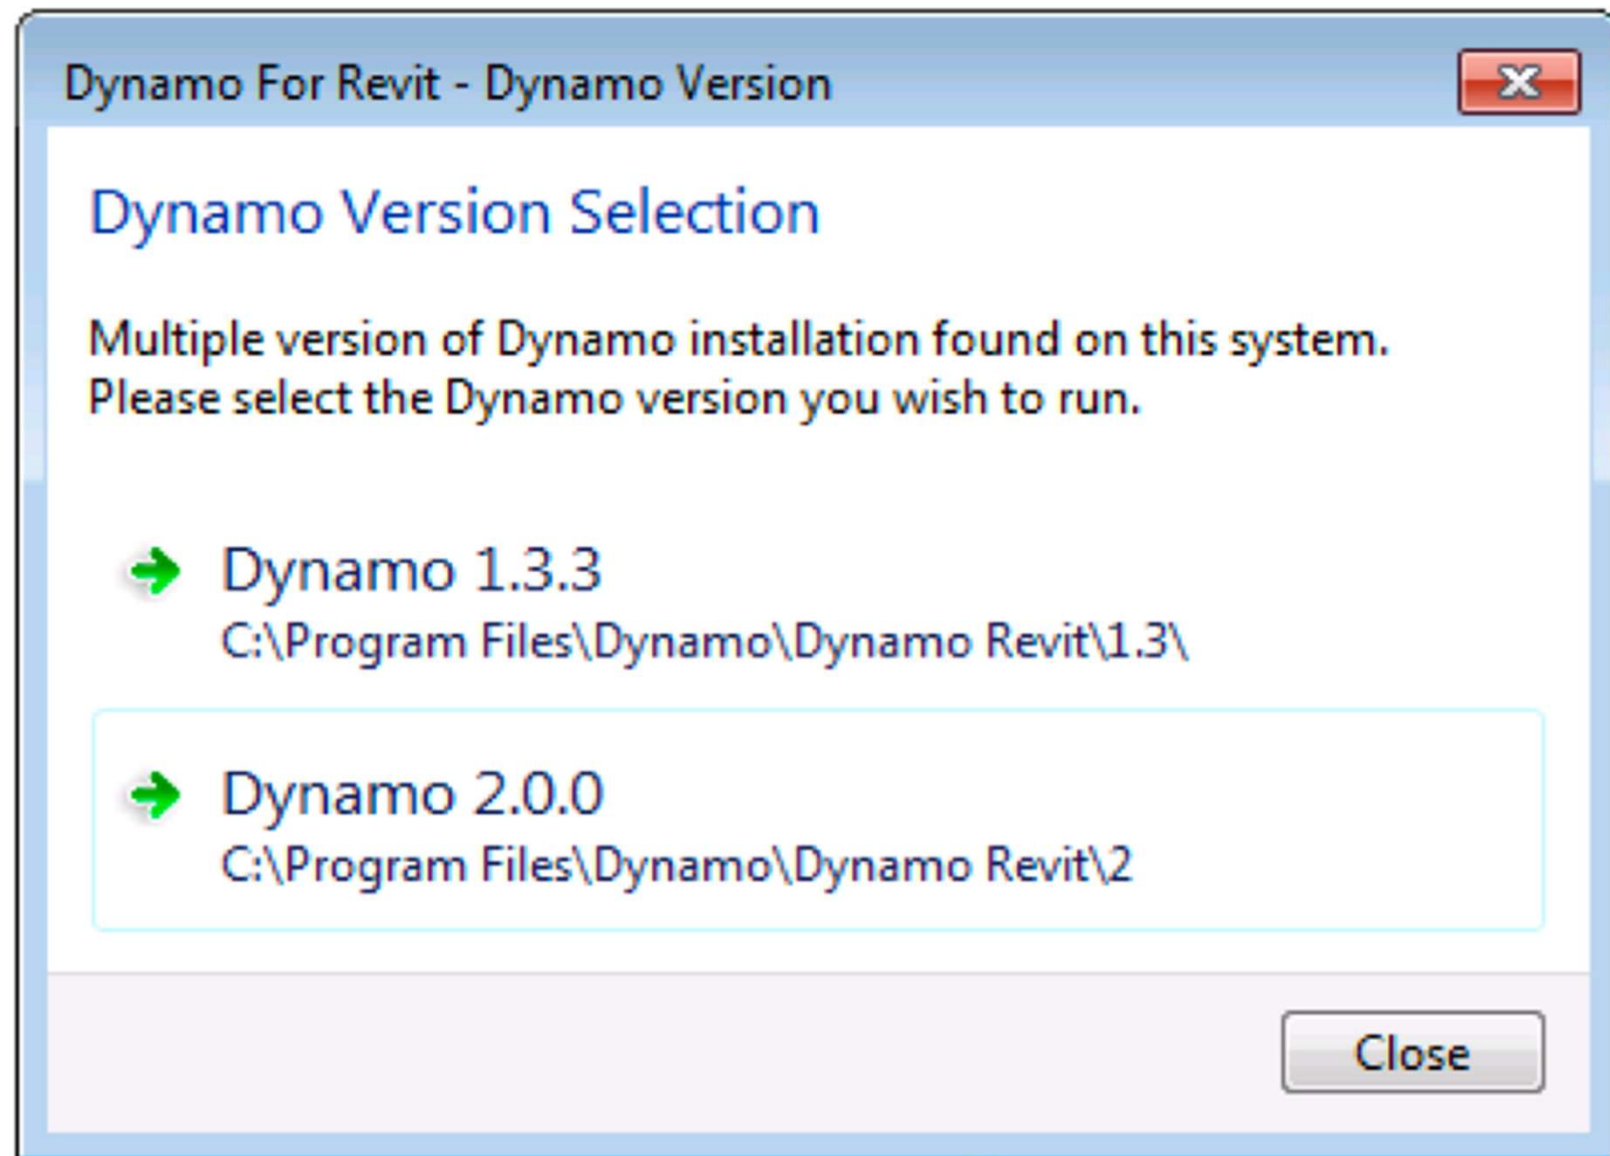 Dynamo For Revit - Dynamo Version
Dynamo Version Selection
Multiple version of Dynamo installation found on this system.
Please select the Dynamo version you wish to run.
Dynamo 1.3.3
C:\Program Files\Dynamo\Dynamo Revit\1.3\
Dynamo 2.0.0
C:\Program Files\Dynamo\Dynamo Revit\2
Close